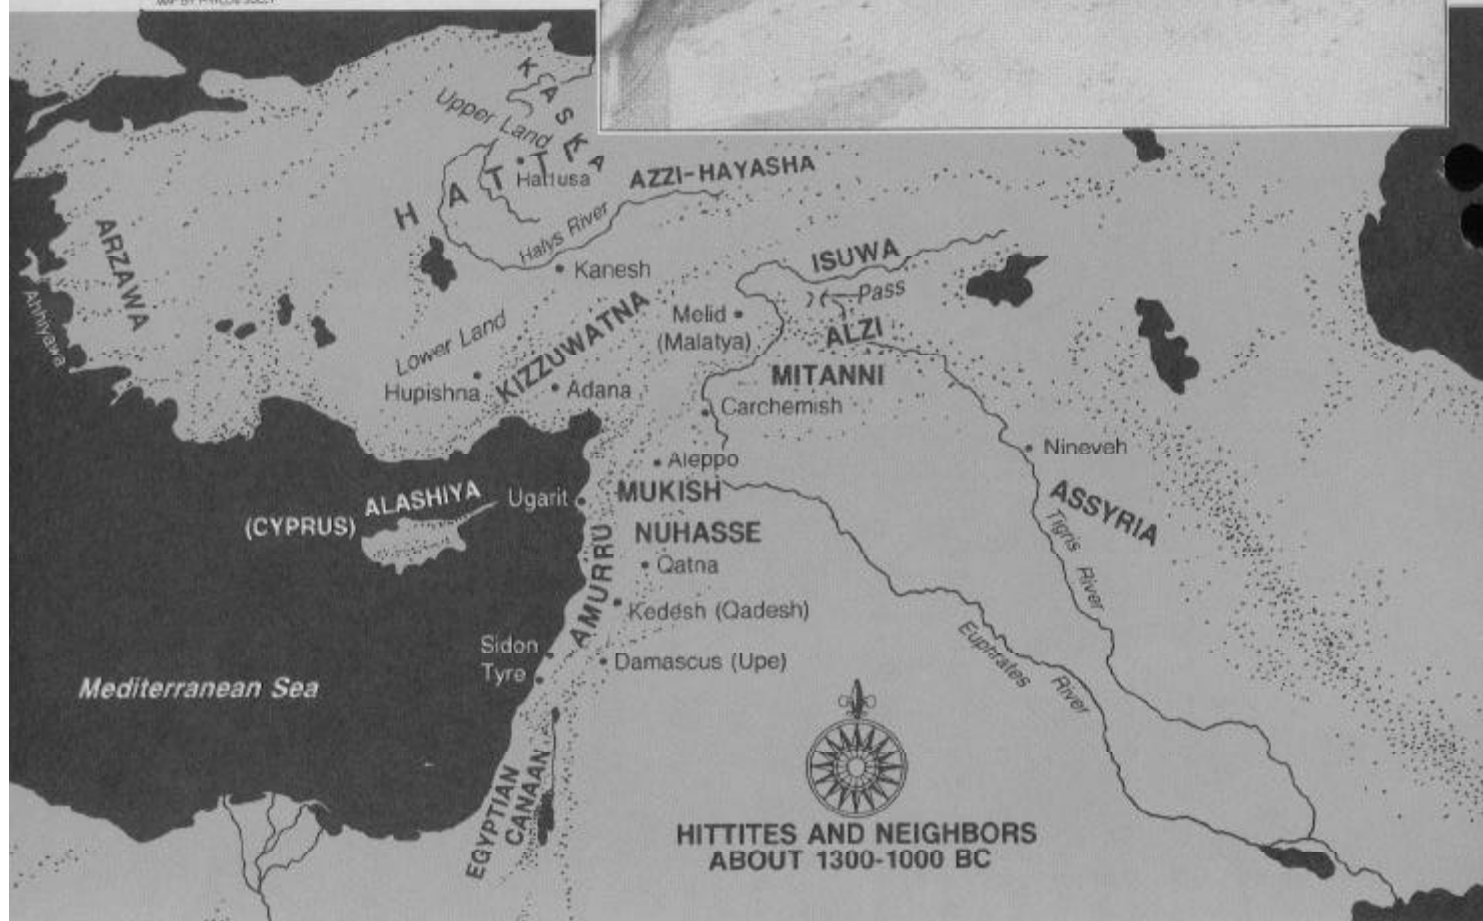 KASKA
Upper Land
HATTI
Hattusa
AZZI-HAYASHA
Halys River
ARZAWA
Ahhiyawa
Kanesh
ISUWA
Pass
Melid
(Malatya)
ALZI
Lower Land
KIZZUWATNA
Hupishna
Adana
MITANNI
Carchemish
Nineveh
Aleppo
ALASHIYA
(CYPRUS)
Ugarit
MUKISH
ASSYRIA
NUHASSE
Tigris River
AMURRU
Qatna
Kedesh (Qadesh)
Sidon
Tyre
Damascus (Upe)
Euphrates River
Mediterranean Sea
EGYPTIAN
CANAAN
HITTITES AND NEIGHBORS
ABOUT 1300-1000 BC